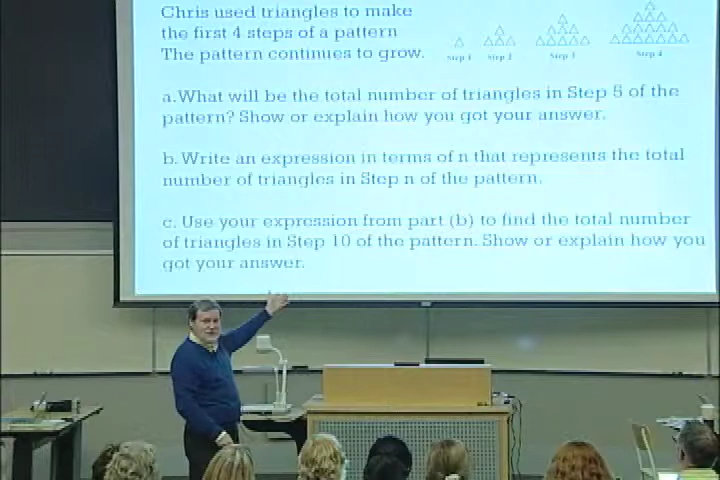 Chris used triangles to make
the first 4 steps of a pattern
The pattern continues to grow.
Step 1 Step 2 Step 3 Step 4
a.What will be the total number of triangles in Step 5 of the
pattern? Show or explain how you got your answer.
b. Write an expression in terms of n that represents the total
number of triangles in Step n of the pattern.
c. Use your expression from part (b) to find the total number
of triangles in Step 10 of the pattern. Show or explain how you
got your answer.